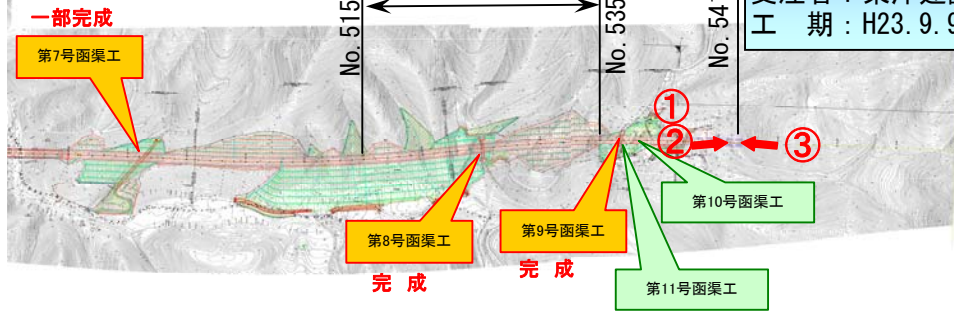 一部完成
第7号函渠工
No.515
No.535
No.541
工　期：H23.9.9
①
②
③
第10号函渠工
第8号函渠工
完 成
第9号函渠工
完 成
第11号函渠工